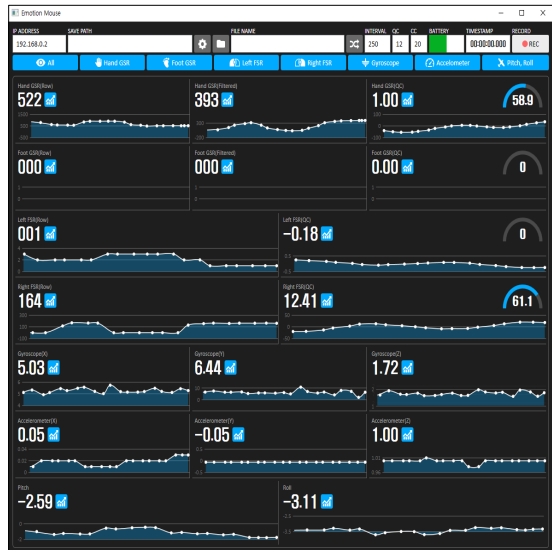 Emotion Mouse
IP ADDRESS SAVE PATH FILE NAME INTERVAL QC CC BATTERY TIMESTAMP RECORD
192.168.0.2 250 12 20 00:00:00.000 REC
All Hand GSR Foot GSR Left FSR Right FSR Gyroscope Accelerometer Pitch, Roll
Hand GSR(Row) Hand GSR(Filtered) Hand GSR(QC)
522 393 1.00 58.9
Foot GSR(Row) Foot GSR(Filtered) Foot GSR(QC)
000 000 0.00 0
Left FSR(Row) Left FSR(QC)
001 −0.18 0
Right FSR(Row) Right FSR(QC)
164 12.41 61.1
Gyroscope(X) Gyroscope(Y) Gyroscope(Z)
5.03 6.44 1.72
Accelerometer(X) Accelerometer(Y) Accelerometer(Z)
0.05 −0.05 1.00
Pitch Roll
−2.59 −3.11